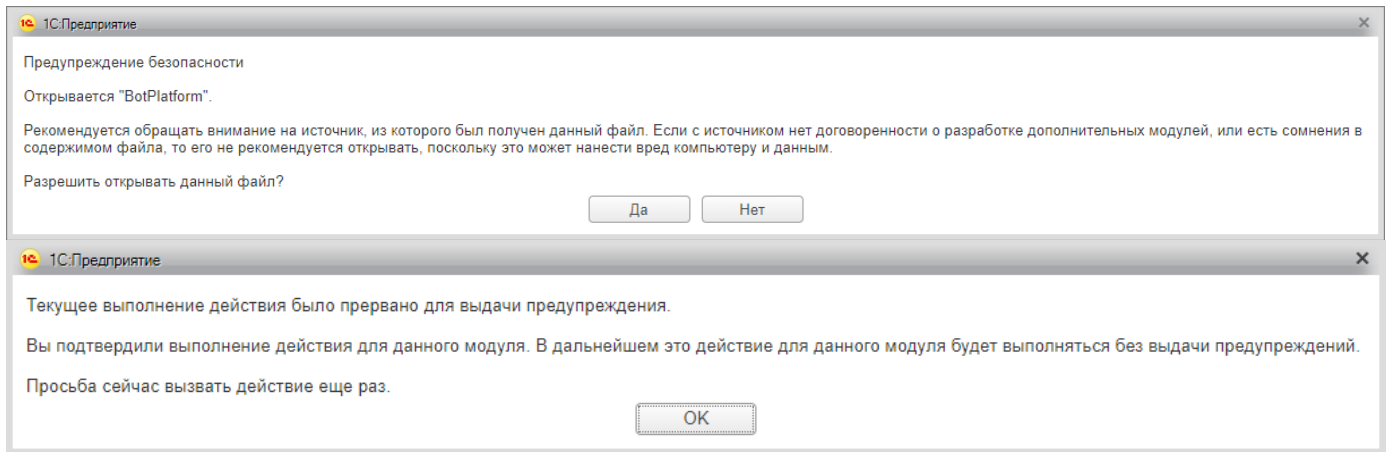 1С:Предприятие
Предупреждение безопасности
Открывается "BotPlatform".
Рекомендуется обращать внимание на источник, из которого был получен данный файл. Если с источником нет договоренности о разработке дополнительных модулей, или есть сомнения в
содержимом файла, то его не рекомендуется открывать, поскольку это может нанести вред компьютеру и данным.
Разрешить открывать данный файл?
Да Нет
1С:Предприятие
Текущее выполнение действия было прервано для выдачи предупреждения.
Вы подтвердили выполнение действия для данного модуля. В дальнейшем это действие для данного модуля будет выполняться без выдачи предупреждений.
Просьба сейчас вызвать действие еще раз.
OK